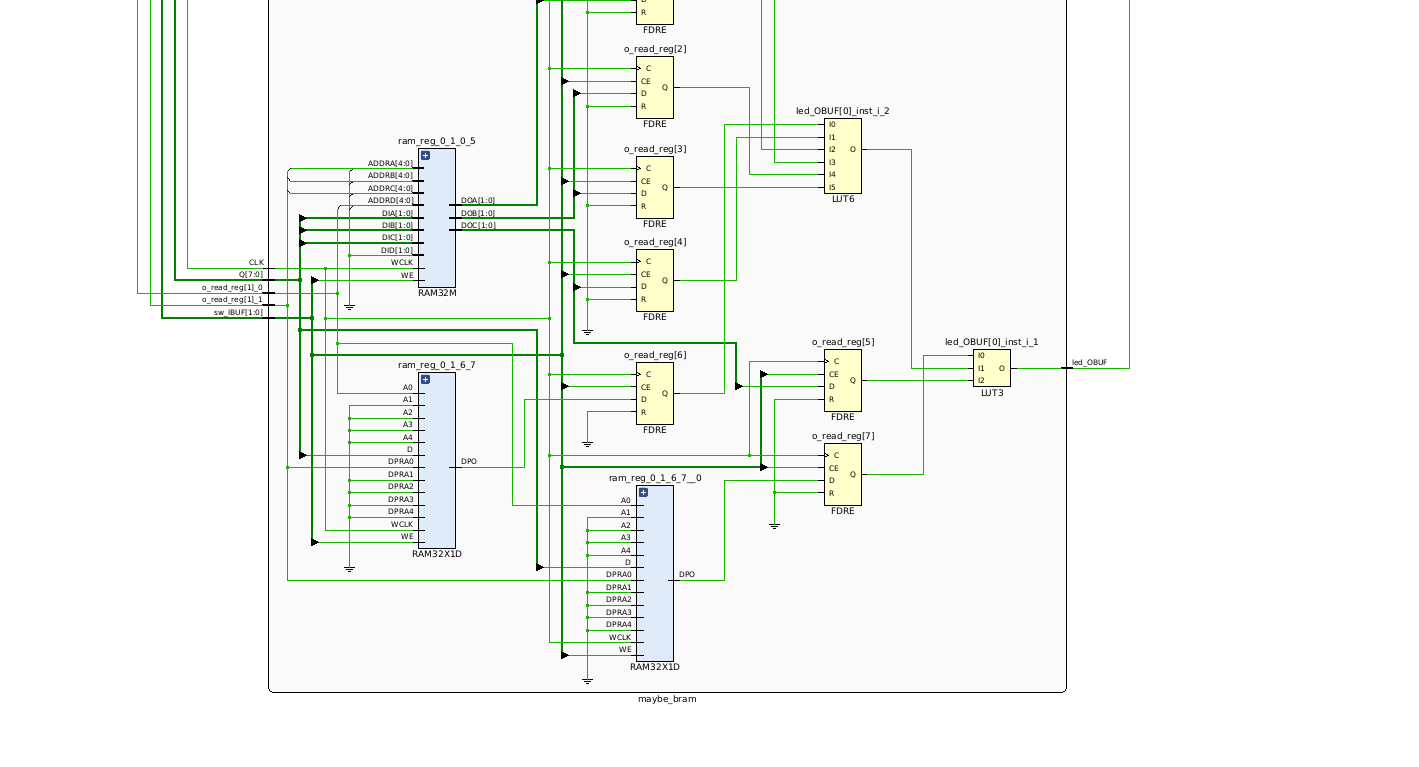 D
R
FDRE
o_read_reg[2]
C
CE
D
R
Q
FDRE
led_OBUF[0]_inst_i_2
I0
I1
I2
I3
I4
I5
O
LUT6
ram_reg_0_1_0_5
ADDRA[4:0]
ADDRB[4:0]
ADDRC[4:0]
ADDRD[4:0]
DIA[1:0]
DIB[1:0]
DIC[1:0]
DID[1:0]
WCLK
WE
DOA[1:0]
DOB[1:0]
DOC[1:0]
RAM32M
o_read_reg[3]
C
CE
D
R
Q
FDRE
o_read_reg[4]
C
CE
D
R
Q
FDRE
CLK
Q[7:0]
o_read_reg[1]_0
o_read_reg[1]_1
sw_IBUF[1:0]
o_read_reg[6]
C
CE
D
R
Q
FDRE
o_read_reg[5]
C
CE
D
R
Q
FDRE
led_OBUF[0]_inst_i_1
I0
I1
I2
O
LUT3
led_OBUF
ram_reg_0_1_6_7
A0
A1
A2
A3
A4
D
DPRA0
DPRA1
DPRA2
DPRA3
DPRA4
WCLK
WE
DPO
RAM32X1D
o_read_reg[7]
C
CE
D
R
Q
FDRE
ram_reg_0_1_6_7__0
A0
A1
A2
A3
A4
D
DPRA0
DPRA1
DPRA2
DPRA3
DPRA4
WCLK
WE
DPO
RAM32X1D
maybe_bram